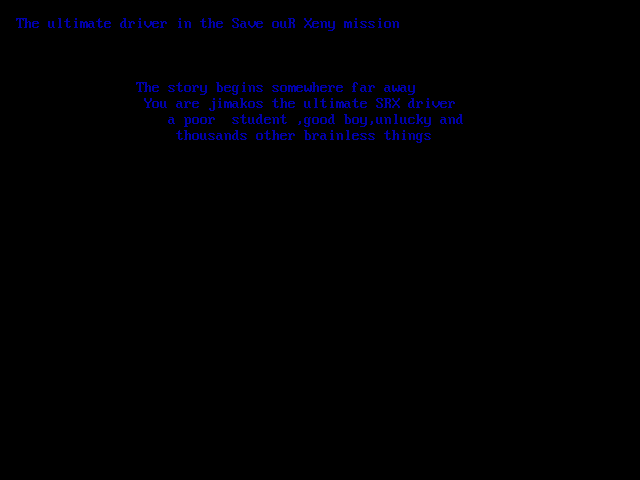 The ultimate driver in the Save onB Xeny mission
The story begins somewhere far away
You are jimakos the ultimate SRX driver
a poor student ,good boy,unlucky and
thousands other brainless things